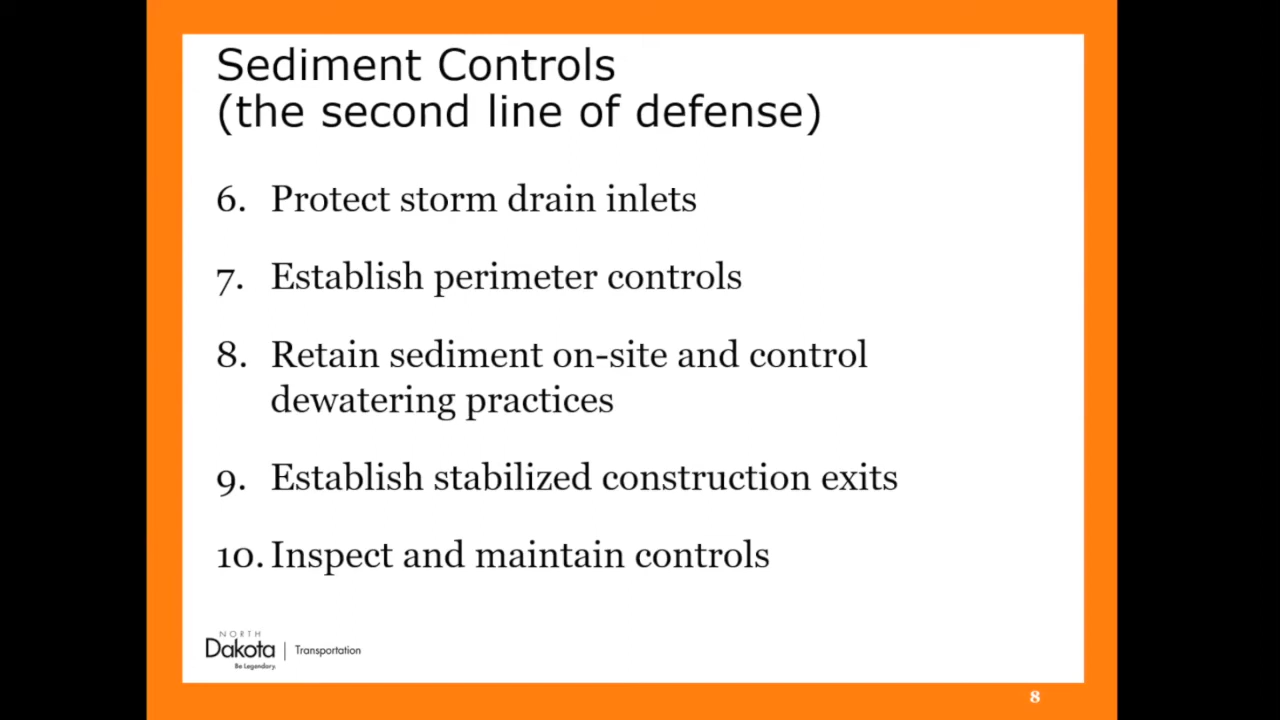 Sediment Controls
(the second line of defense)
6. Protect storm drain inlets
7. Establish perimeter controls
8. Retain sediment on-site and control
dewatering practices
9. Establish stabilized construction exits
10. Inspect and maintain controls
NORTH
Dakota | Transportation
Be Legendary.
8